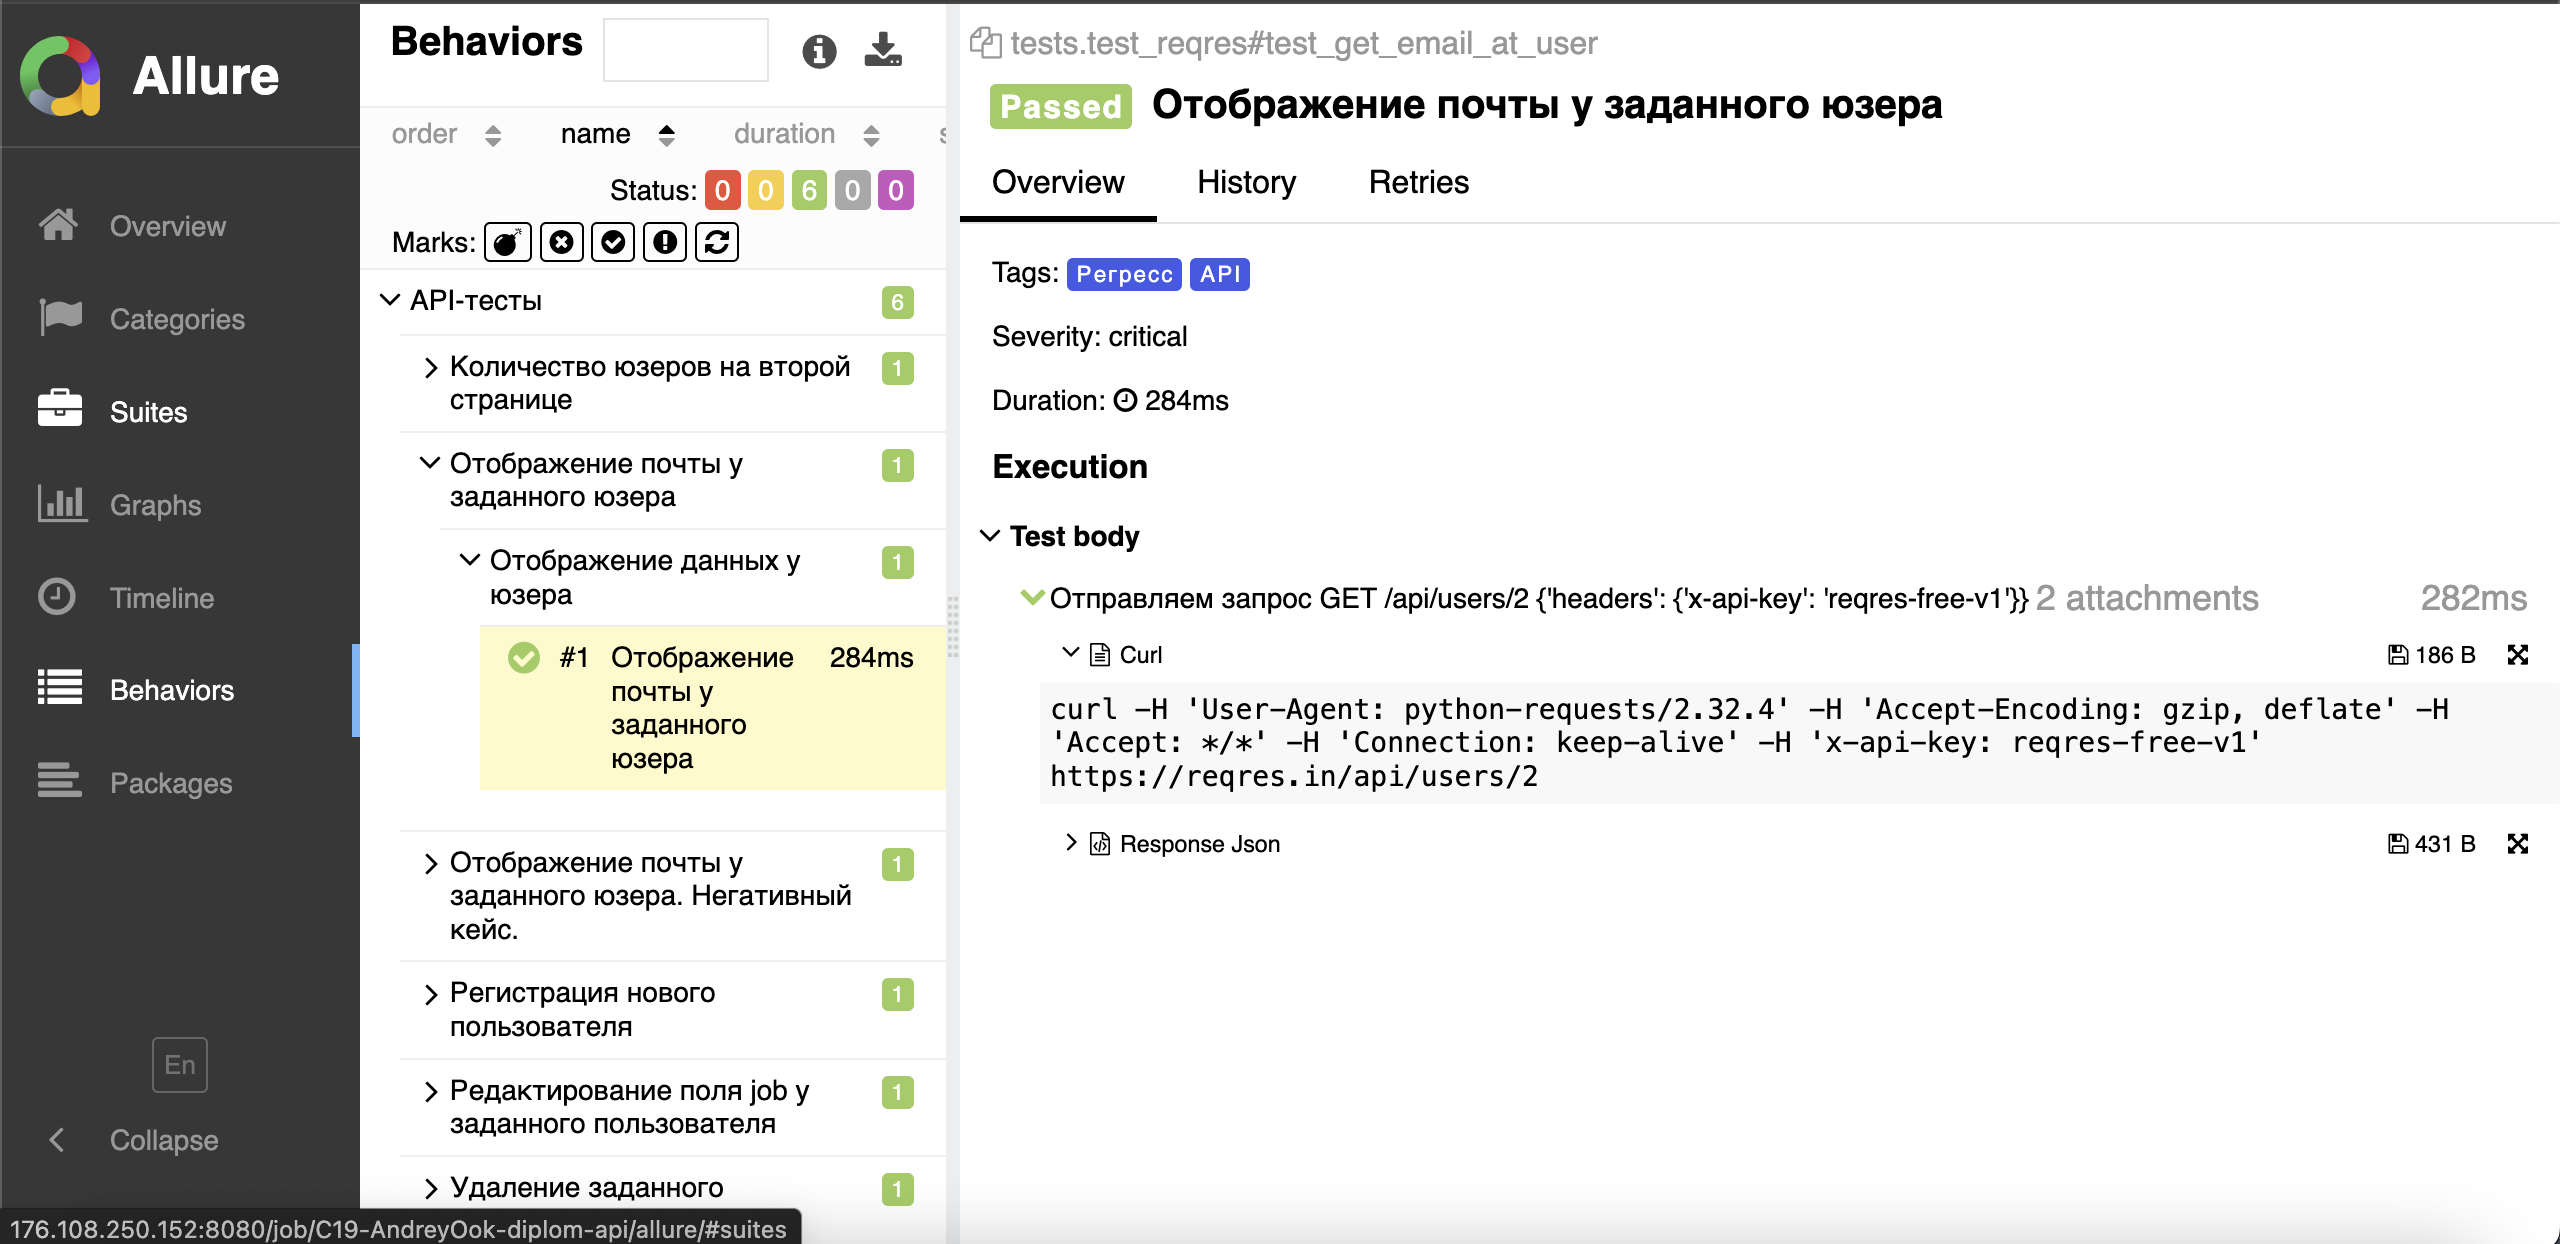 Allure
Overview
Categories
Suites
Graphs
Timeline
Behaviors
Packages
En
Collapse
Behaviors
order name duration
Status: 0 0 6 0 0
Marks:
API-тесты 6
Количество юзеров на второй 1
странице
Отображение почты у 1
заданного юзера
Отображение данных у 1
юзера
#1 Отображение 284ms
почты у
заданного
юзера
Отображение почты у 1
заданного юзера. Негативный
кейс.
Регистрация нового 1
пользователя
Редактирование поля job у 1
заданного пользователя
Удаление заданного 1
176.108.250.152:8080/job/C19-AndreyOok-diplom-api/allure/#suites
tests.test_reqres#test_get_email_at_user
Passed Отображение почты у заданного юзера
Overview History Retries
Tags: Регресс API
Severity: critical
Duration: 284ms
Execution
Test body
Отправляем запрос GET /api/users/2 {'headers': {'x-api-key': 'reqres-free-v1'}} 2 attachments 282ms
Curl 186 B
curl -H 'User-Agent: python-requests/2.32.4' -H 'Accept-Encoding: gzip, deflate' -H
'Accept: */*' -H 'Connection: keep-alive' -H 'x-api-key: reqres-free-v1'
https://reqres.in/api/users/2
Response Json 431 B